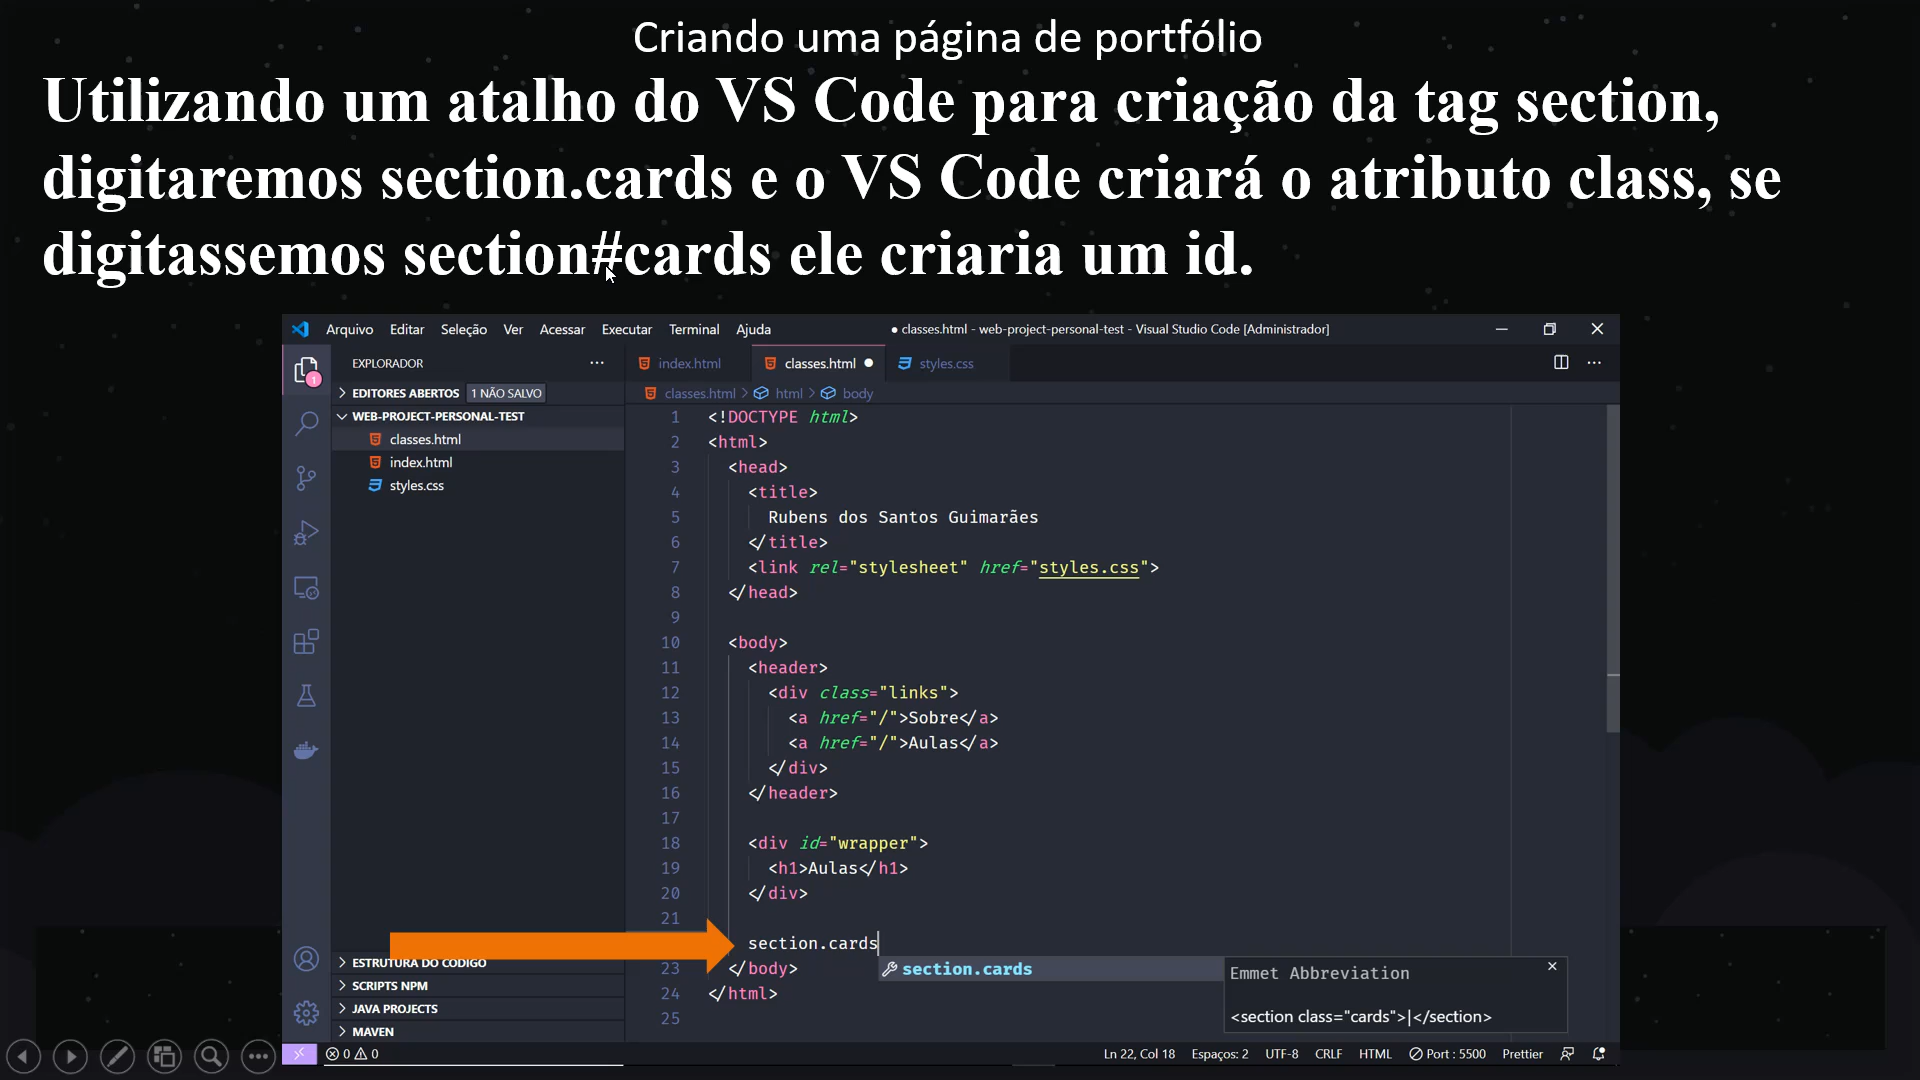 Criando uma página de portfólio
Utilizando um atalho do VS Code para criação da tag section,
digitaremos section.cards e o VS Code criará o atributo class, se
digitassemos section#cards ele criaria um id.
Arquivo Editar Seleção Ver Acessar Executar Terminal Ajuda
● classes.html - web-project-personal-test - Visual Studio Code [Administrador]
EXPLORADOR
1
EDITORES ABERTOS 1 NÃO SALVO
WEB-PROJECT-PERSONAL-TEST
classes.html
index.html
styles.css
ESTRUTURA DO CÓDIGO
SCRIPTS NPM
JAVA PROJECTS
MAVEN
index.html classes.html ● styles.css
classes.html > html > body
1 <!DOCTYPE html>
2 <html>
3 <head>
4 <title>
5 Rubens dos Santos Guimarães
6 </title>
7 <link rel="stylesheet" href="styles.css">
8 </head>
9
10 <body>
11 <header>
12 <div class="links">
13 <a href="/">Sobre</a>
14 <a href="/">Aulas</a>
15 </div>
16 </header>
17
18 <div id="wrapper">
19 <h1>Aulas</h1>
20 </div>
21
section.cards
23 </body>
24 </html>
25
section.cards
Emmet Abbreviation
<section class="cards">|</section>
0 0
Ln 22, Col 18 Espaços: 2 UTF-8 CRLF HTML Port : 5500 Prettier